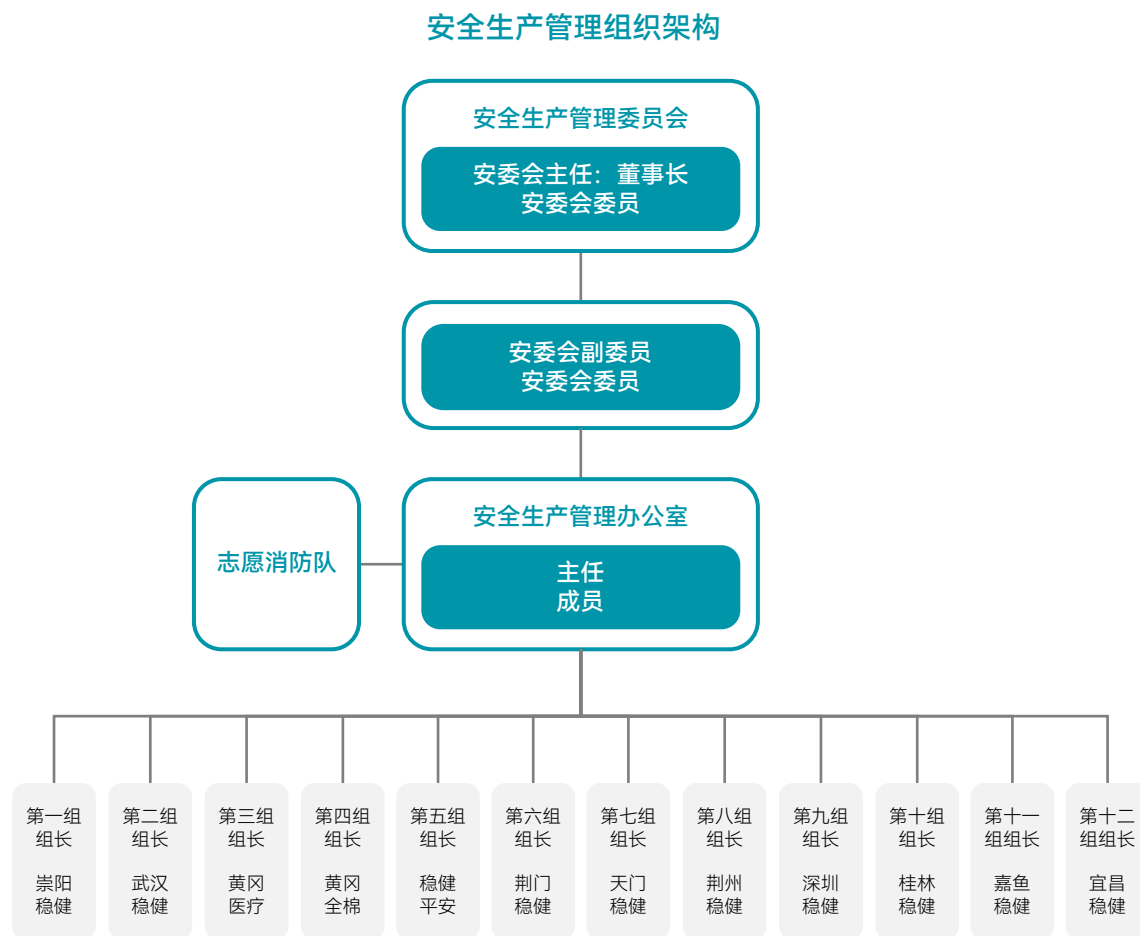 安全生产管理组织架构
安全生产管理委员会
安委会主任：董事长
安委会委员
安委会副委员
安委会委员
志愿消防队
安全生产管理办公室
主任
成员
第一组
组长
崇阳
稳健
第二组
组长
武汉
稳健
第三组
组长
黄冈
医疗
第四组
组长
黄冈
全棉
第五组
组长
稳健
平安
第六组
组长
荆门
稳健
第七组
组长
天门
稳健
第八组
组长
荆州
稳健
第九组
组长
深圳
稳健
第十组
组长
桂林
稳健
第十一
组组长
嘉鱼
稳健
第十二
组组长
宜昌
稳健